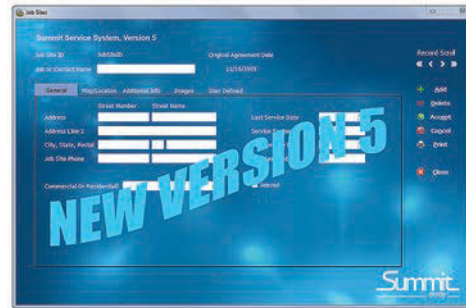 Job Sites
Summit Service System, Version 5
Job Site ID JobSiteID Original Agreement Date
Job or Contact Name 11/16/2009
Record Scroll
General Map/Location Additional Info Images User Defined
Street Number Street Name
Address Last Service Date
Address Line 2 Service
City, State, Postal
Job Site Phone
Commercial Or Residential Selected
Add
Delete
Accept
Cancel
Print
Close
NEW VERSION 5
Summit